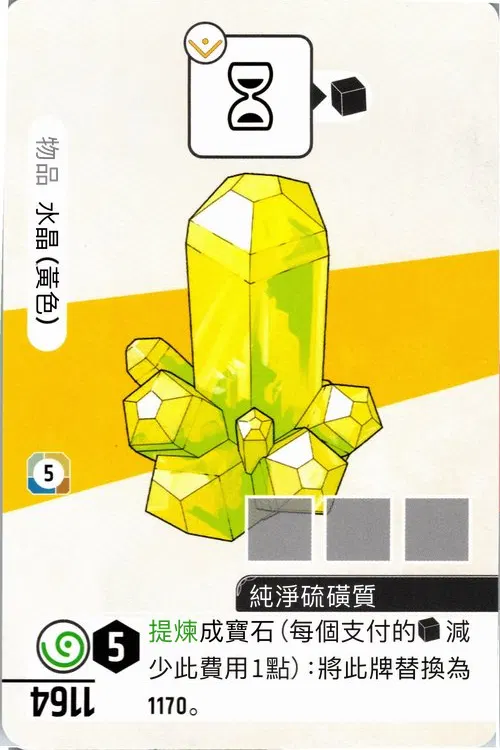 物品 水晶(黃色)
5
純淨硫磺質
5 提煉成寶石(每個支付的減
少此費用1點):將此牌替換為
1170。
1164